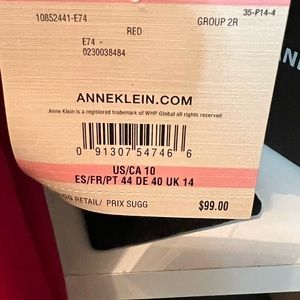 35-P14-4
10852441-E74
GROUP 2R
RED
E74 -
0230038484
ANNEKLEIN.COM
Anne Klein is a registered trademark of WHP Global all rights reserved
0 91307 54746 6
US/CA 10
ES/FR/PT 44 DE 40 UK 14
RETAIL/ PRIX SUGG
$99.00